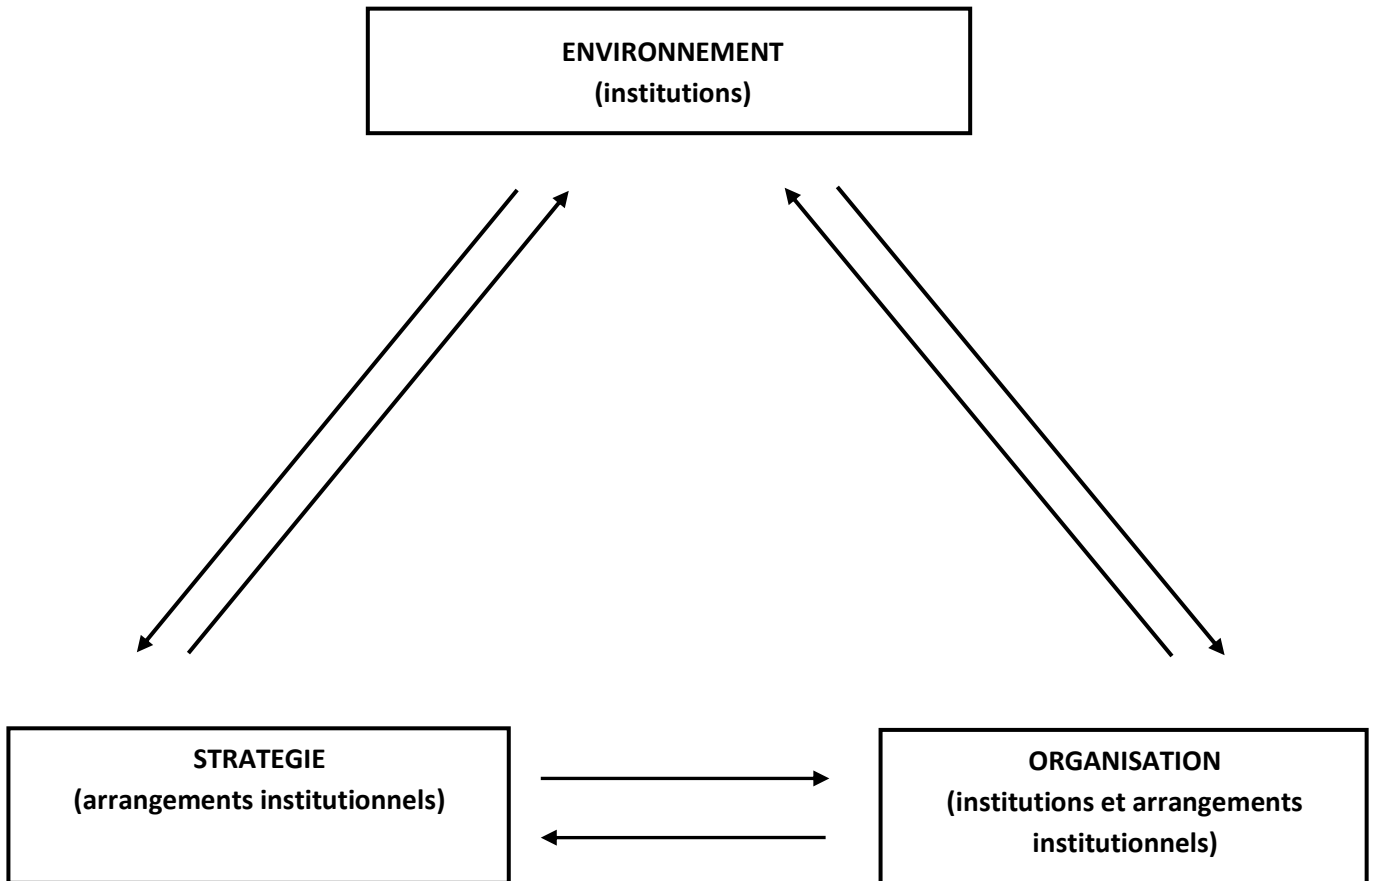 ENVIRONNEMENT
(institutions)
STRATEGIE
(arrangements institutionnels)
ORGANISATION
(institutions et arrangements
institutionnels)